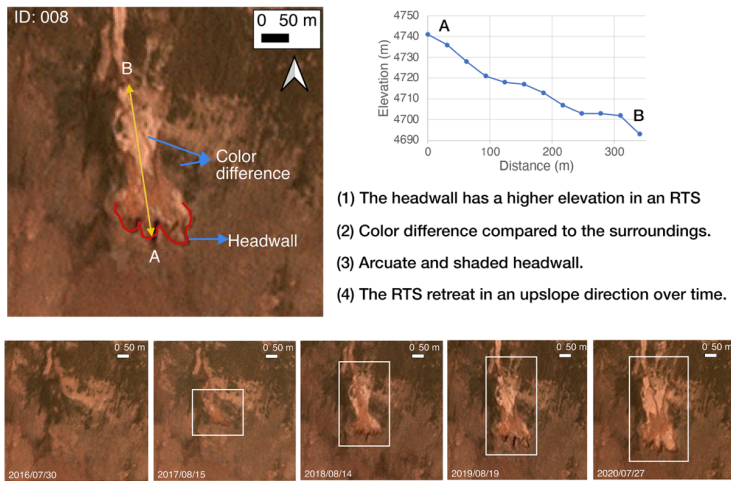 ID: 008
0 50 m
B
Color
difference
Headwall
A
4750
4740
4730
4720
4710
4700
4690
Elevation (m)
A
B
0 100 200 300
Distance (m)
(1) The headwall has a higher elevation in an RTS
(2) Color difference compared to the surroundings.
(3) Arcuate and shaded headwall.
(4) The RTS retreat in an upslope direction over time.
0 50 m
2016/07/30
0 50 m
2017/08/15
0 50 m
2018/08/14
0 50 m
2019/08/19
0 50 m
2020/07/27